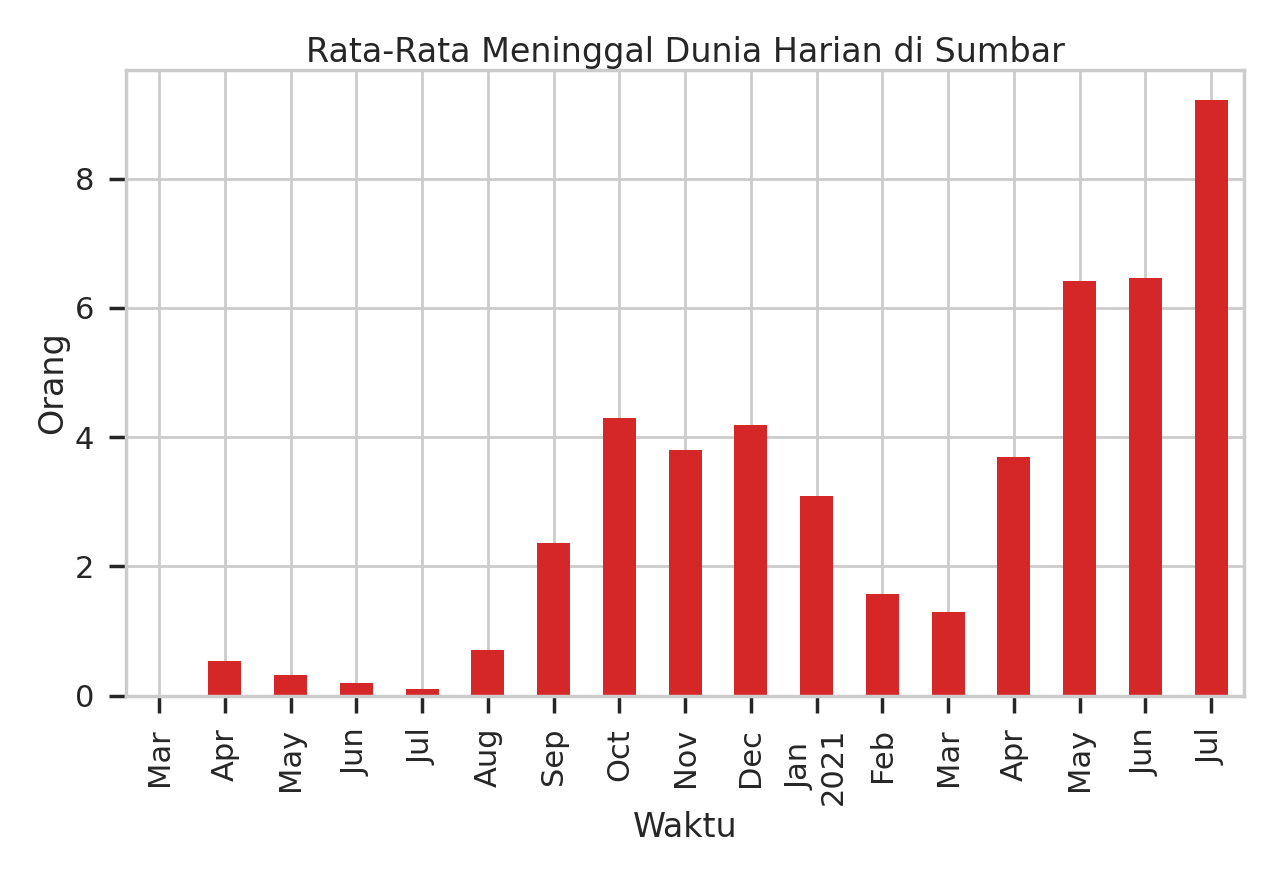 Rata-Rata Meninggal Dunia Harian di Sumbar
Orang
8
6
4
2
0
Mar
Apr
May
Jun
Jul
Aug
Sep
Oct
Nov
Dec
Jan
2021
Feb
Mar
Apr
May
Jun
Jul
Waktu